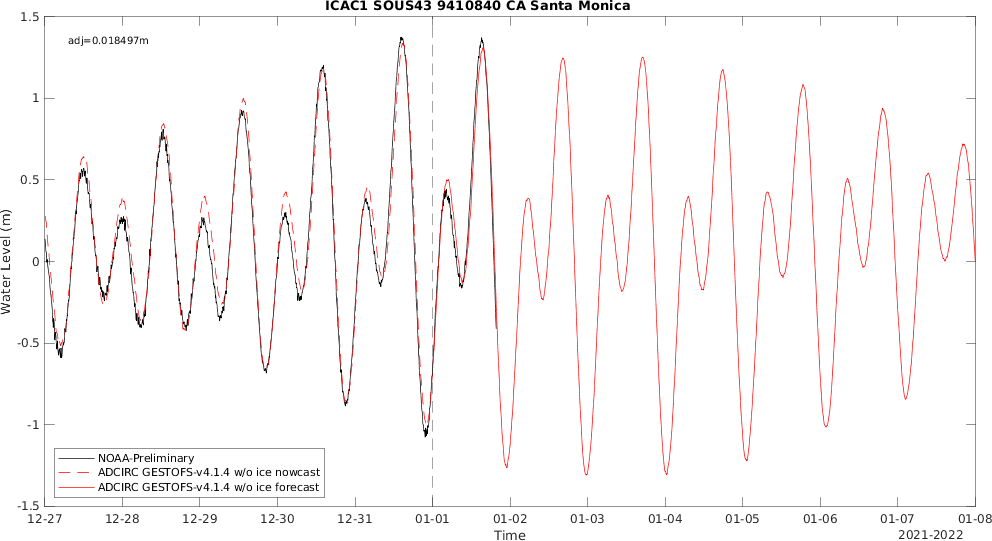 ICAC1 SOUS43 9410840 CA Santa Monica
adj=0.018497m
1.5
1
0.5
0
-0.5
-1
-1.5
Water Level (m)
NOAA-Preliminary
ADCIRC GESTOFS-v4.1.4 w/o ice nowcast
ADCIRC GESTOFS-v4.1.4 w/o ice forecast
12-27 12-28 12-29 12-30 12-31 01-01 01-02 01-03 01-04 01-05 01-06 01-07 01-08
Time
2021-2022